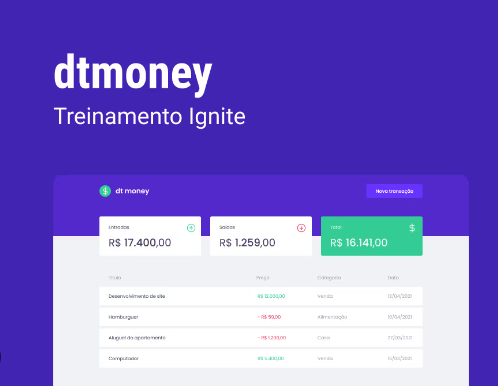 dtmoney
Treinamento Ignite
dt money
Nova transação
Entradas
Saídas
Total
R$ 17.400,00
R$ 1.259,00
R$ 16.141,00
Título
Preço
Categoria
Data
Desenvolvimento de site
R$ 12.000,00
Venda
13/04/2021
Hamburguer
- R$ 59,00
Alimentação
10/04/2021
Aluguel do apartamento
- R$ 1.200,00
Casa
27/03/2021
Computador
R$ 5.400,00
Venda
15/03/2021